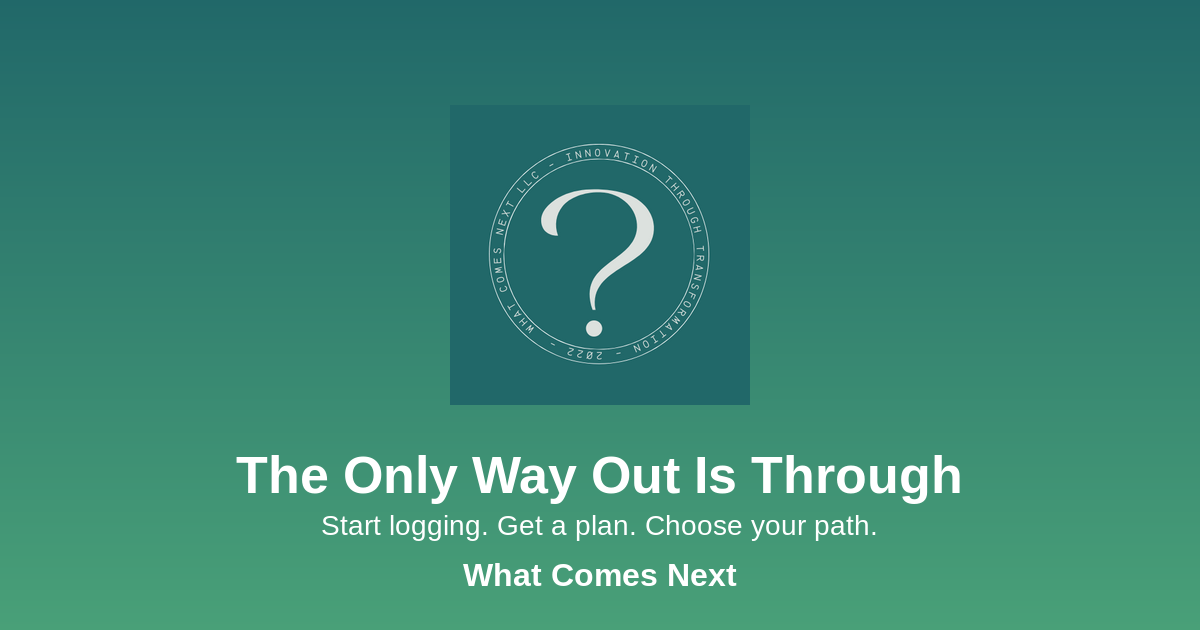 WHAT COMES NEXT LLC - INNOVATION THROUGH TRANSFORMATION - 2022 -
?
The Only Way Out Is Through
Start logging. Get a plan. Choose your path.
What Comes Next